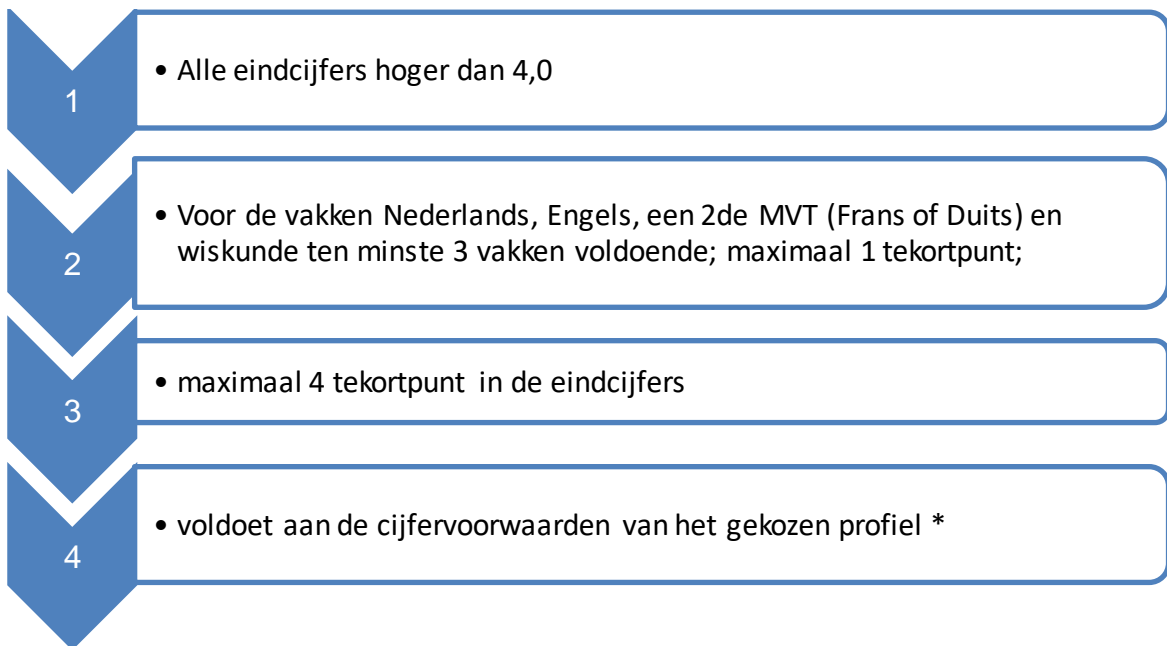 1
• Alle eindcijfers hoger dan 4,0
2
• Voor de vakken Nederlands, Engels, een 2de MVT (Frans of Duits) en
wiskunde ten minste 3 vakken voldoende; maximaal 1 tekortpunt;
3
• maximaal 4 tekortpunt in de eindcijfers
4
• voldoet aan de cijfervoorwaarden van het gekozen profiel *